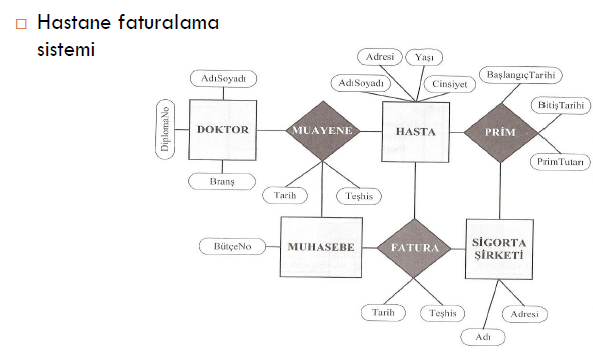 Hastane faturalama
sistemi
Adresi
Yaşı
AdıSoyadı
AdıSoyadı
Cinsiyet
BaşlangıçTarihi
BitişTarihi
DiplomaNo
DOKTOR
MUAYENE
HASTA
PRİM
PrimTutarı
Branş
Tarih
Teşhis
BütçeNo
MUHASEBE
FATURA
SİGORTA
ŞİRKETİ
Tarih
Teşhis
Adresi
Adı